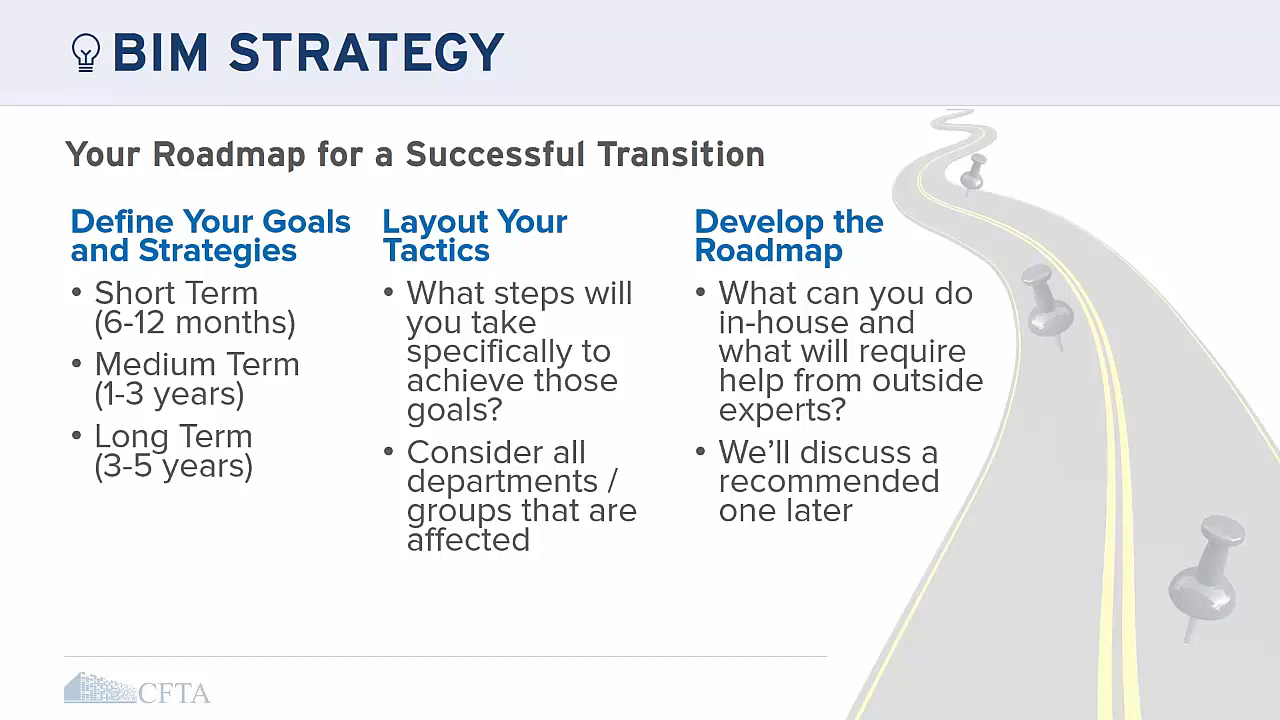 BIM STRATEGY
Your Roadmap for a Successful Transition
Define Your Goals
and Strategies
• Short Term
(6-12 months)
• Medium Term
(1-3 years)
• Long Term
(3-5 years)
Layout Your
Tactics
• What steps will
you take
specifically to
achieve those
goals?
• Consider all
departments /
groups that are
affected
Develop the
Roadmap
• What can you do
in-house and
what will require
help from outside
experts?
• We’ll discuss a
recommended
one later
CFTA